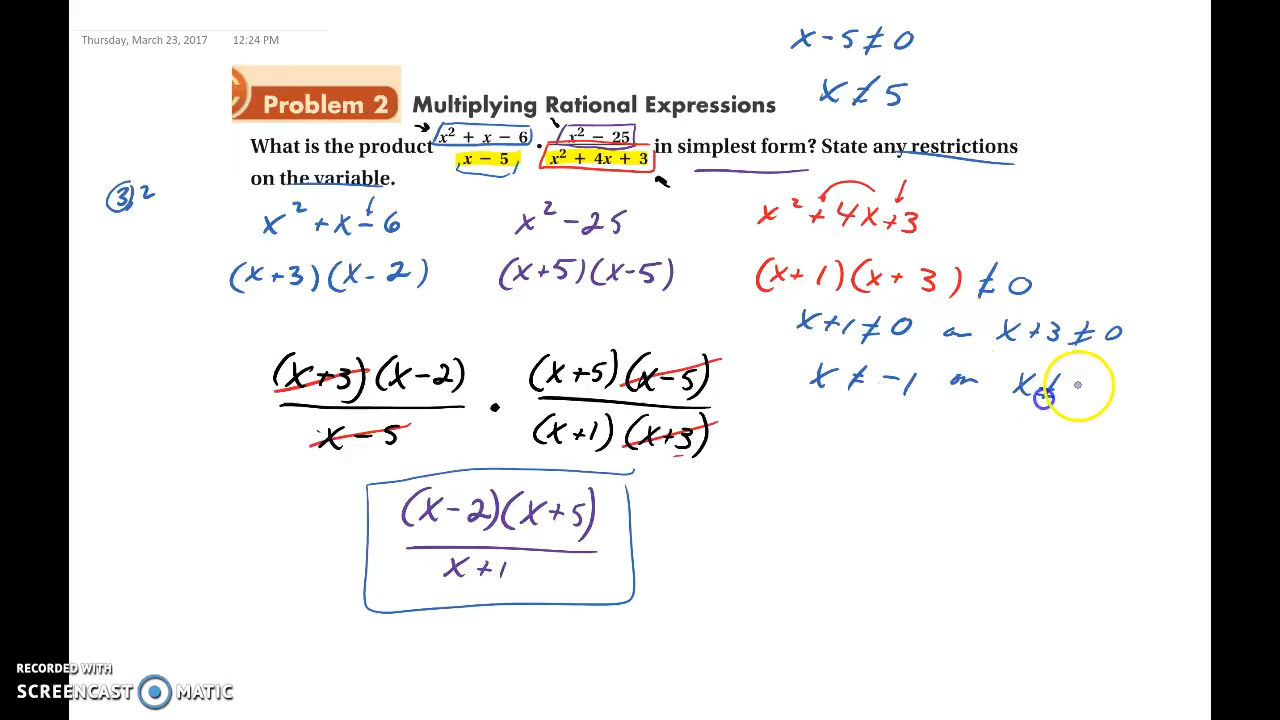 Thursday, March 23, 2017 12:24 PM
x - 5 ≠ 0
x ≠ 5
Problem 2 Multiplying Rational Expressions
What is the product (x² + x − 6)/(x − 5) · (x² − 25)/(x² + 4x + 3) in simplest form? State any restrictions
on the variable.
3, 2
x² + x - 6
x² - 25
x² + 4x + 3
(x+3)(x-2)
(x+5)(x-5)
(x+1)(x+3) ≠ 0
x+1 ≠ 0 or x+3 ≠ 0
x ≠ -1 or x ≠
(x+3)(x-2) (x+5)(x-5)
x-5 · (x+1)(x+3)
(x-2)(x+5)
x+1
RECORDED WITH
SCREENCAST MATIC